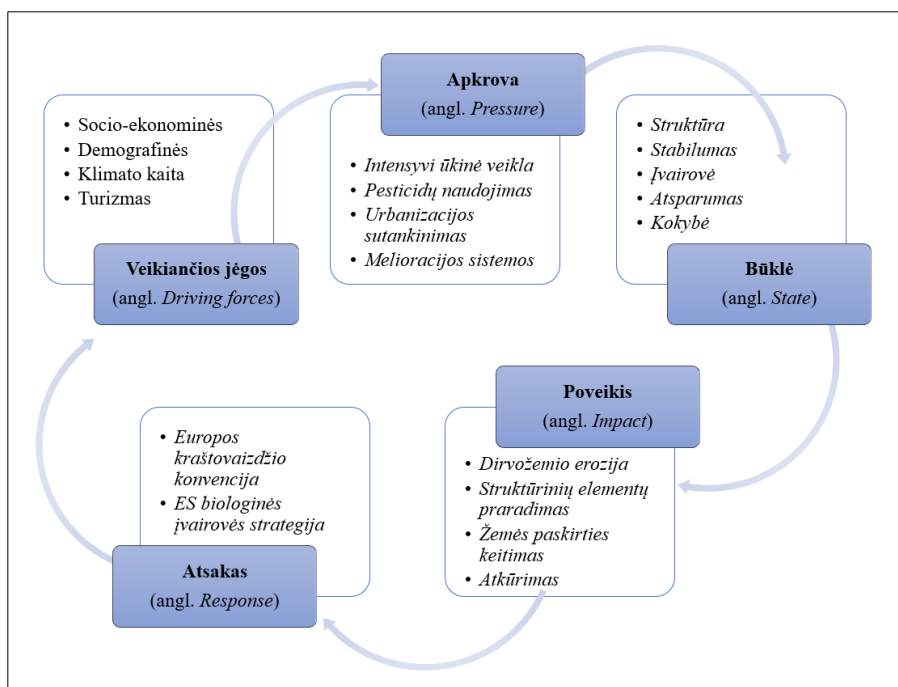 • Socio-ekonominės
• Demografinės
• Klimato kaita
• Turizmas
Veikiančios jėgos
(angl. Driving forces)
Apkrova
(angl. Pressure)
• Intensyvi ūkinė veikla
• Pesticidų naudojimas
• Urbanizacijos
sutankinimas
• Melioracijos sistemos
• Struktūra
• Stabilumas
• Įvairovė
• Atsparumas
• Kokybė
Būklė
(angl. State)
Poveikis
(angl. Impact)
• Dirvožemio erozija
• Struktūrinių elementų
praradimas
• Žemės paskirties
keitimas
• Atkūrimas
• Europos
kraštovaizdžio
konvencija
• ES biologinės
įvairovės strategija
Atsakas
(angl. Response)